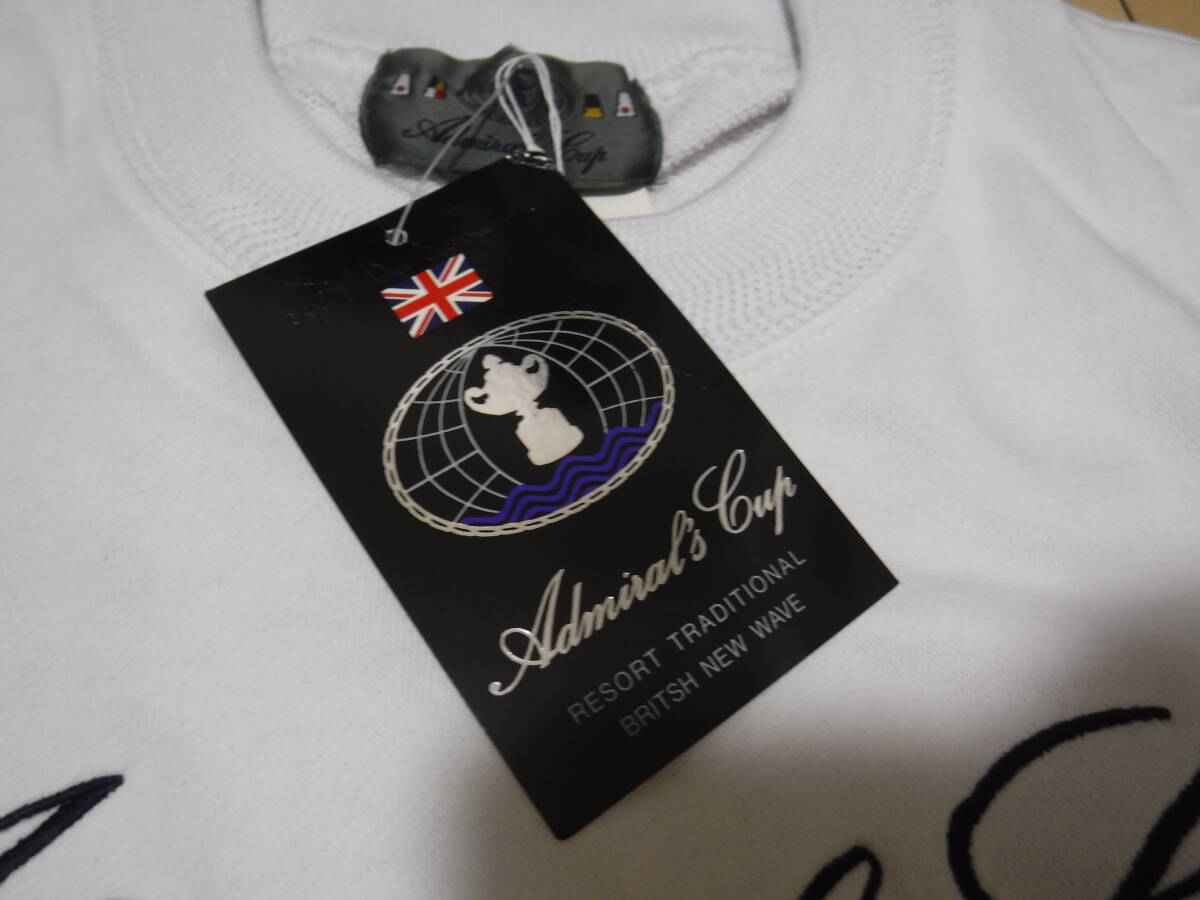 Admiral's Cup
Admiral's Cup
RESORT TRADITIONAL
BRITSH NEW WAVE